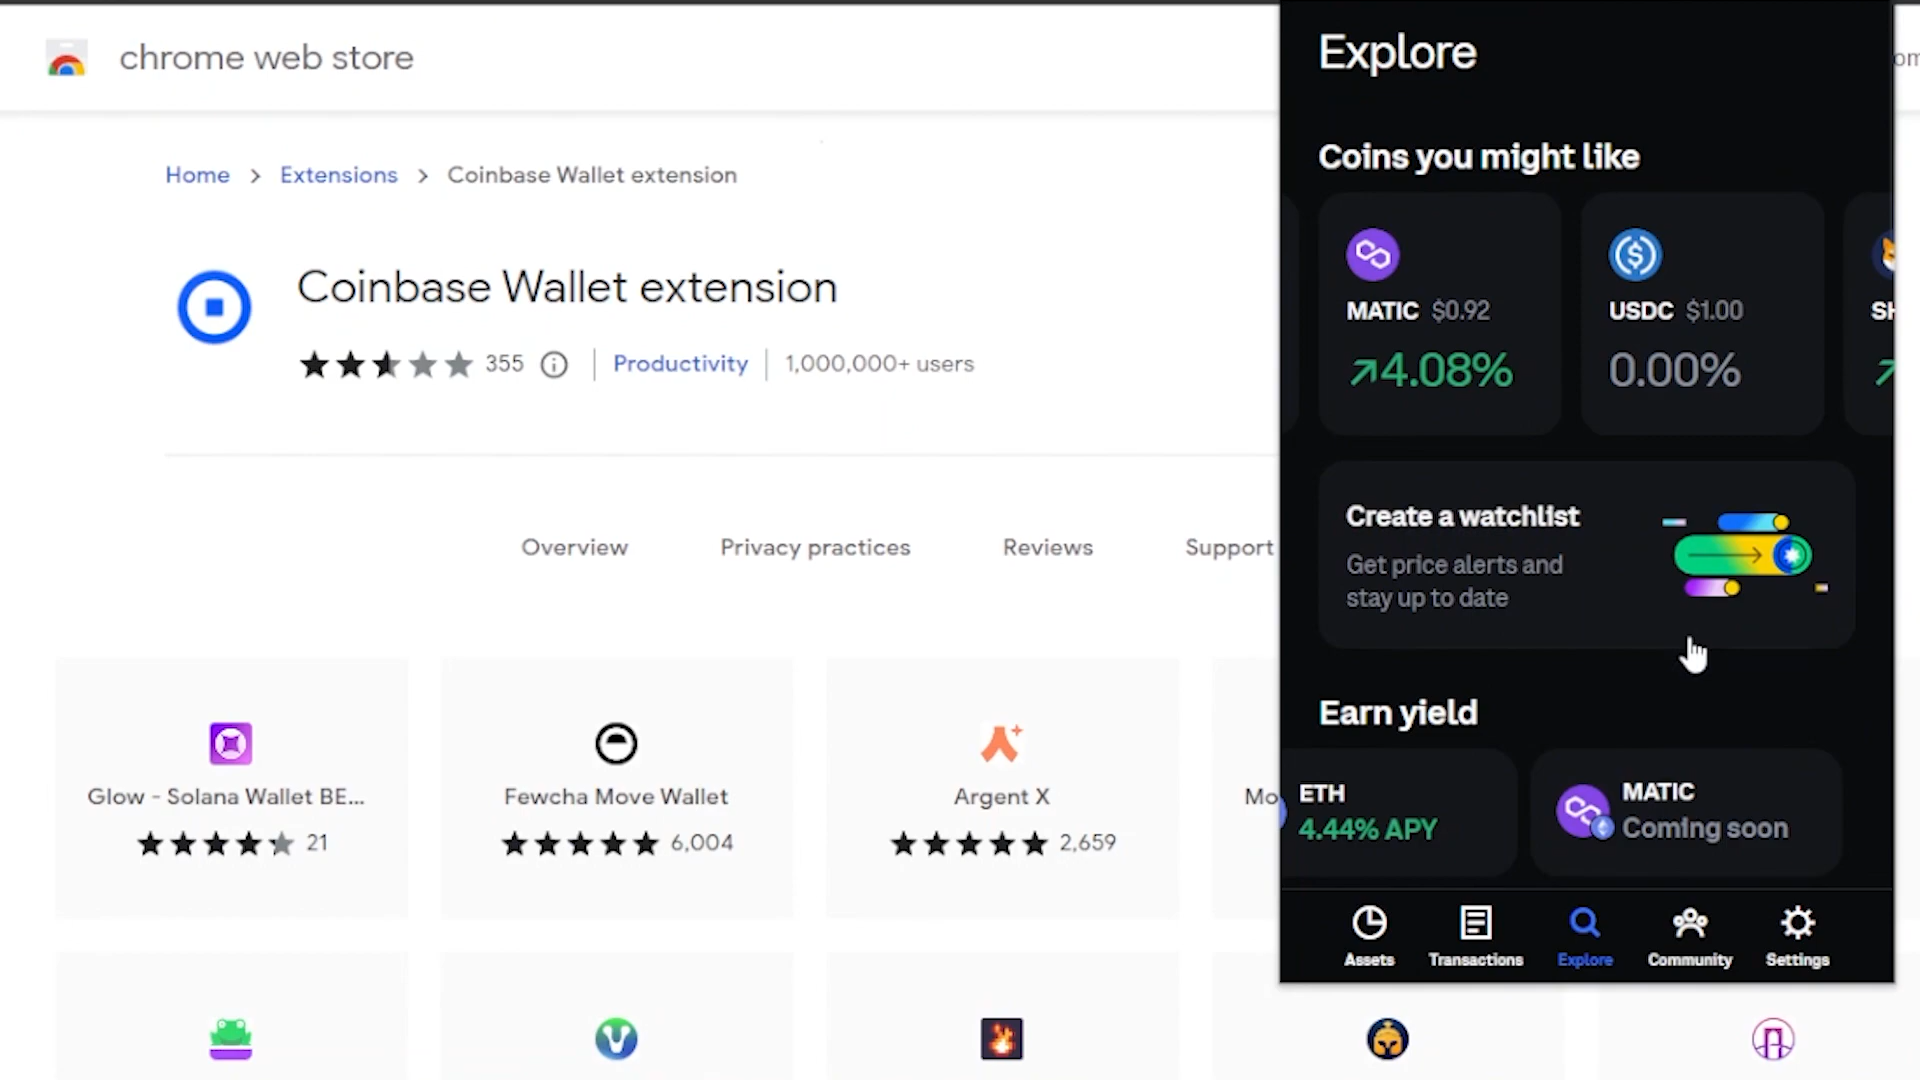 chrome web store
Home > Extensions > Coinbase Wallet extension
Coinbase Wallet extension
355 Productivity 1,000,000+ users
Overview Privacy practices Reviews Support
Glow - Solana Wallet BE...
21
Fewcha Move Wallet
6,004
Argent X
2,659
Mo
Explore
Coins you might like
MATIC $0.92
↗4.08%
USDC $1.00
0.00%
SH
Create a watchlist
Get price alerts and
stay up to date
Earn yield
ETH
4.44% APY
MATIC
Coming soon
Assets Transactions Explore Community Settings